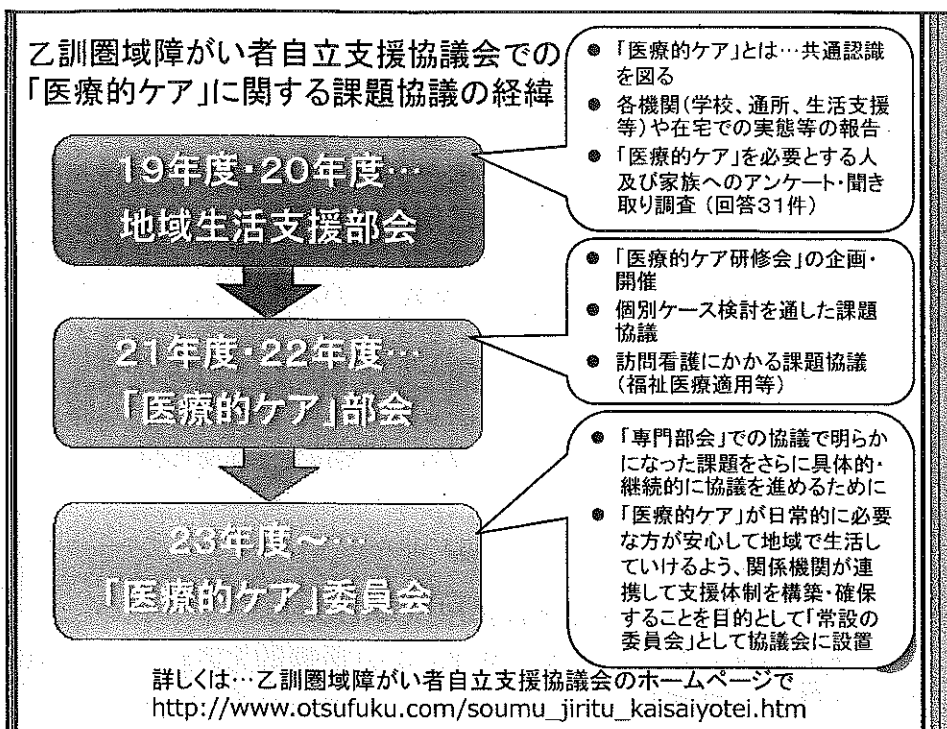 乙訓圏域障がい者自立支援協議会での
「医療的ケア」に関する課題協議の経緯
19年度・20年度…
地域生活支援部会
● 「医療的ケア」とは…共通認識
を図る
● 各機関(学校、通所、生活支援
等)や在宅での実態等の報告
● 「医療的ケア」を必要とする人
及び家族へのアンケート・聞き
取り調査(回答31件)
21年度・22年度…
「医療的ケア」部会
● 「医療的ケア研修会」の企画・
開催
● 個別ケース検討を通した課題
協議
● 訪問看護にかかる課題協議
(福祉医療適用等)
23年度~…
「医療的ケア」委員会
● 「専門部会」での協議で明らか
になった課題をさらに具体的・
継続的に協議を進めるために
● 「医療的ケア」が日常的に必要
な方が安心して地域で生活し
ていけるよう、関係機関が連
携して支援体制を構築・確保
することを目的として「常設の
委員会」として協議会に設置
詳しくは…乙訓圏域障がい者自立支援協議会のホームページで
http://www.otsufuku.com/soumu_jiritu_kaisaiyotei.htm